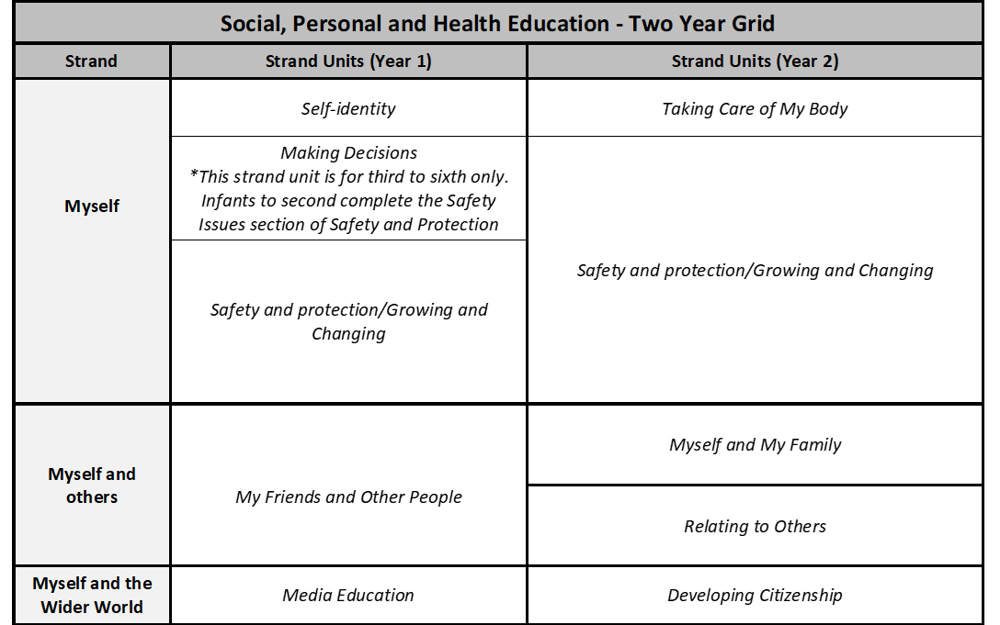 Social, Personal and Health Education - Two Year Grid
Strand
Strand Units (Year 1)
Strand Units (Year 2)
Myself
Self-identity
Taking Care of My Body
Making Decisions
*This strand unit is for third to sixth only.
Infants to second complete the Safety
Issues section of Safety and Protection
Safety and protection/Growing and Changing
Safety and protection/Growing and
Changing
Myself and
others
My Friends and Other People
Myself and My Family
Relating to Others
Myself and the
Wider World
Media Education
Developing Citizenship